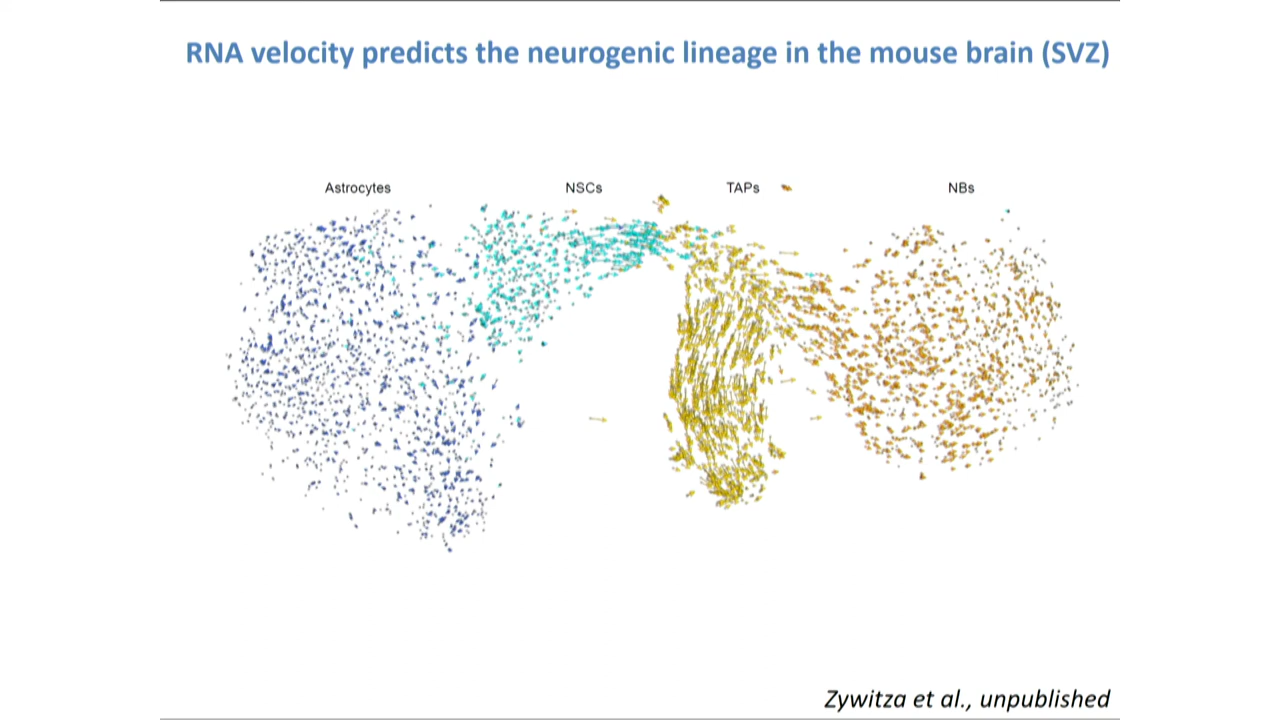 RNA velocity predicts the neurogenic lineage in the mouse brain (SVZ)
Astrocytes NSCs TAPs NBs
Zywitza et al., unpublished